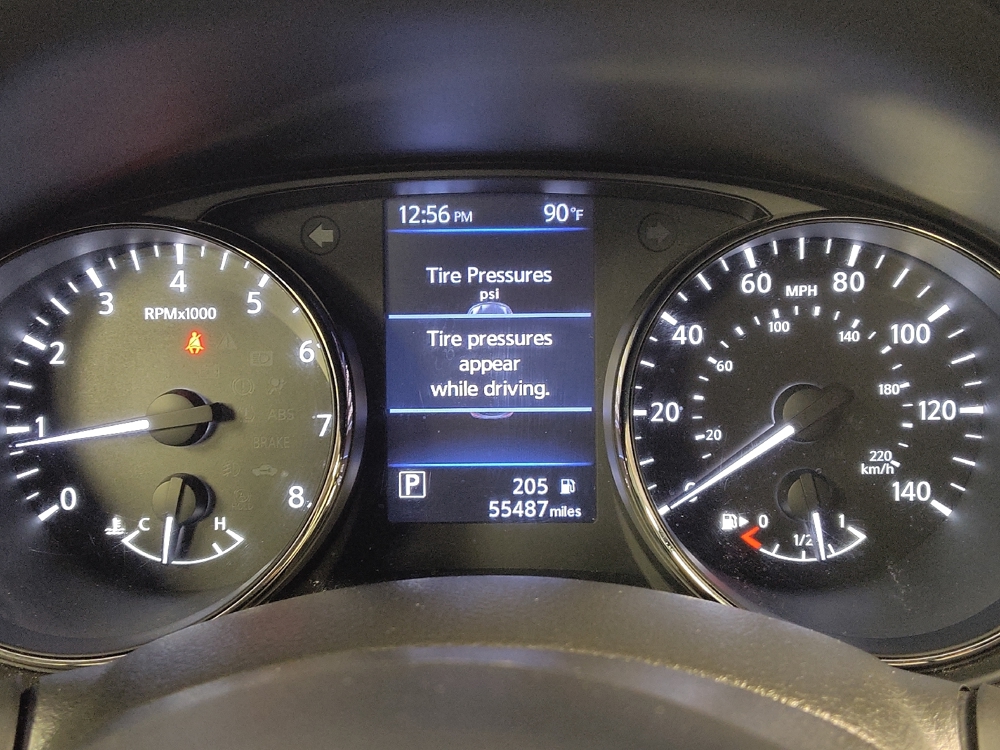 12:56 PM 90°F
Tire Pressures
psi
Tire pressures
appear
while driving.
P 205
55487 miles
0
1
2
3
4
5
6
7
8
RPMx1000
ABS
BRAKE
C H
20
40
60
80
100
120
140
MPH
20
60
100
140
180
220
km/h
0 1/2 1